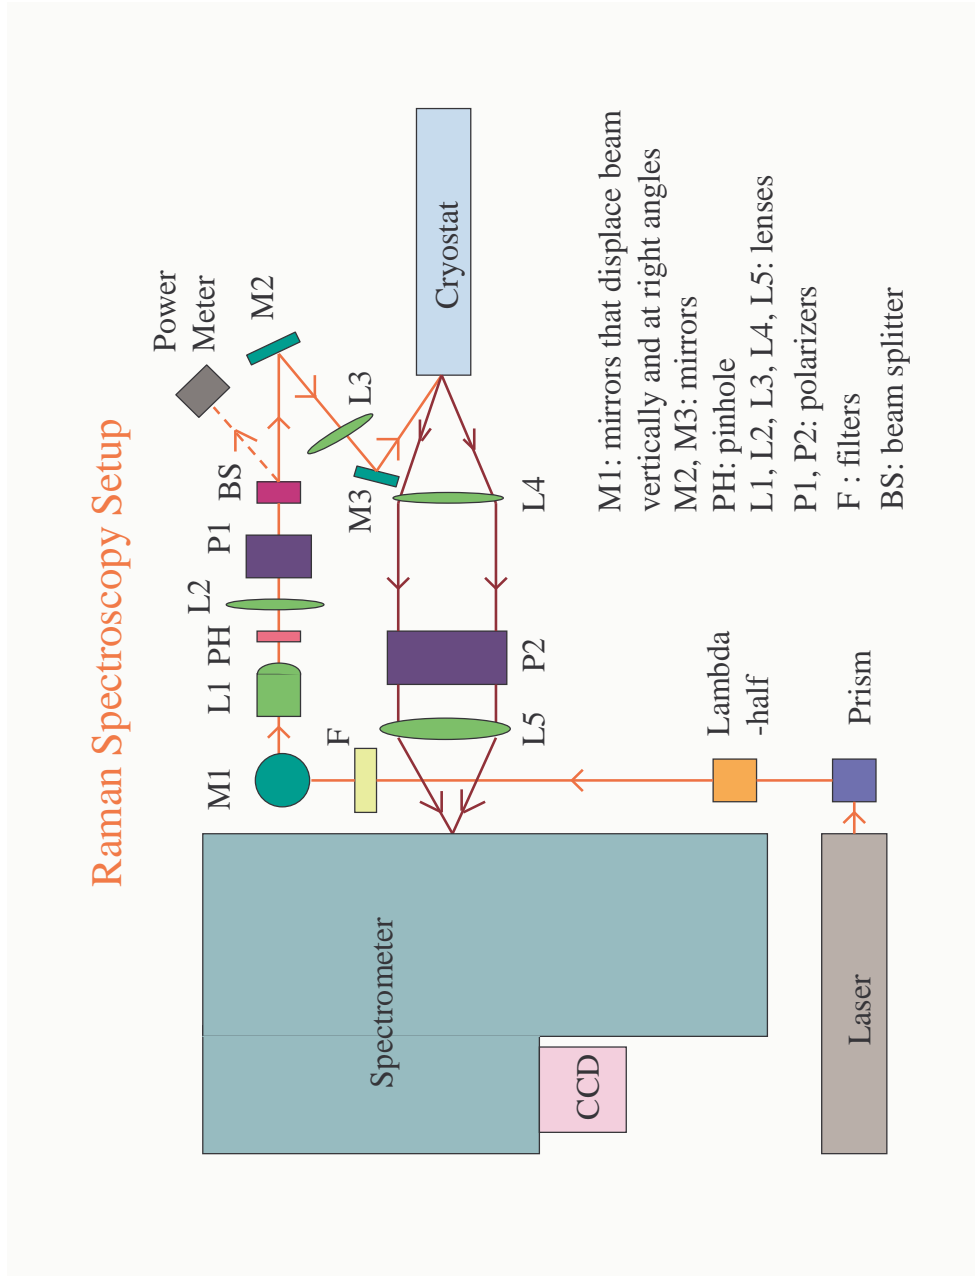 Raman Spectroscopy Setup
Power
Meter
M2
BS
P1
L2
PH
L1
M1
L3
M3
F
Cryostat
L4
P2
L5
Spectrometer
CCD
Lambda
-half
Prism
Laser
M1: mirrors that displace beam
vertically and at right angles
M2, M3: mirrors
PH: pinhole
L1, L2, L3, L4, L5: lenses
P1, P2: polarizers
F : filters
BS: beam splitter